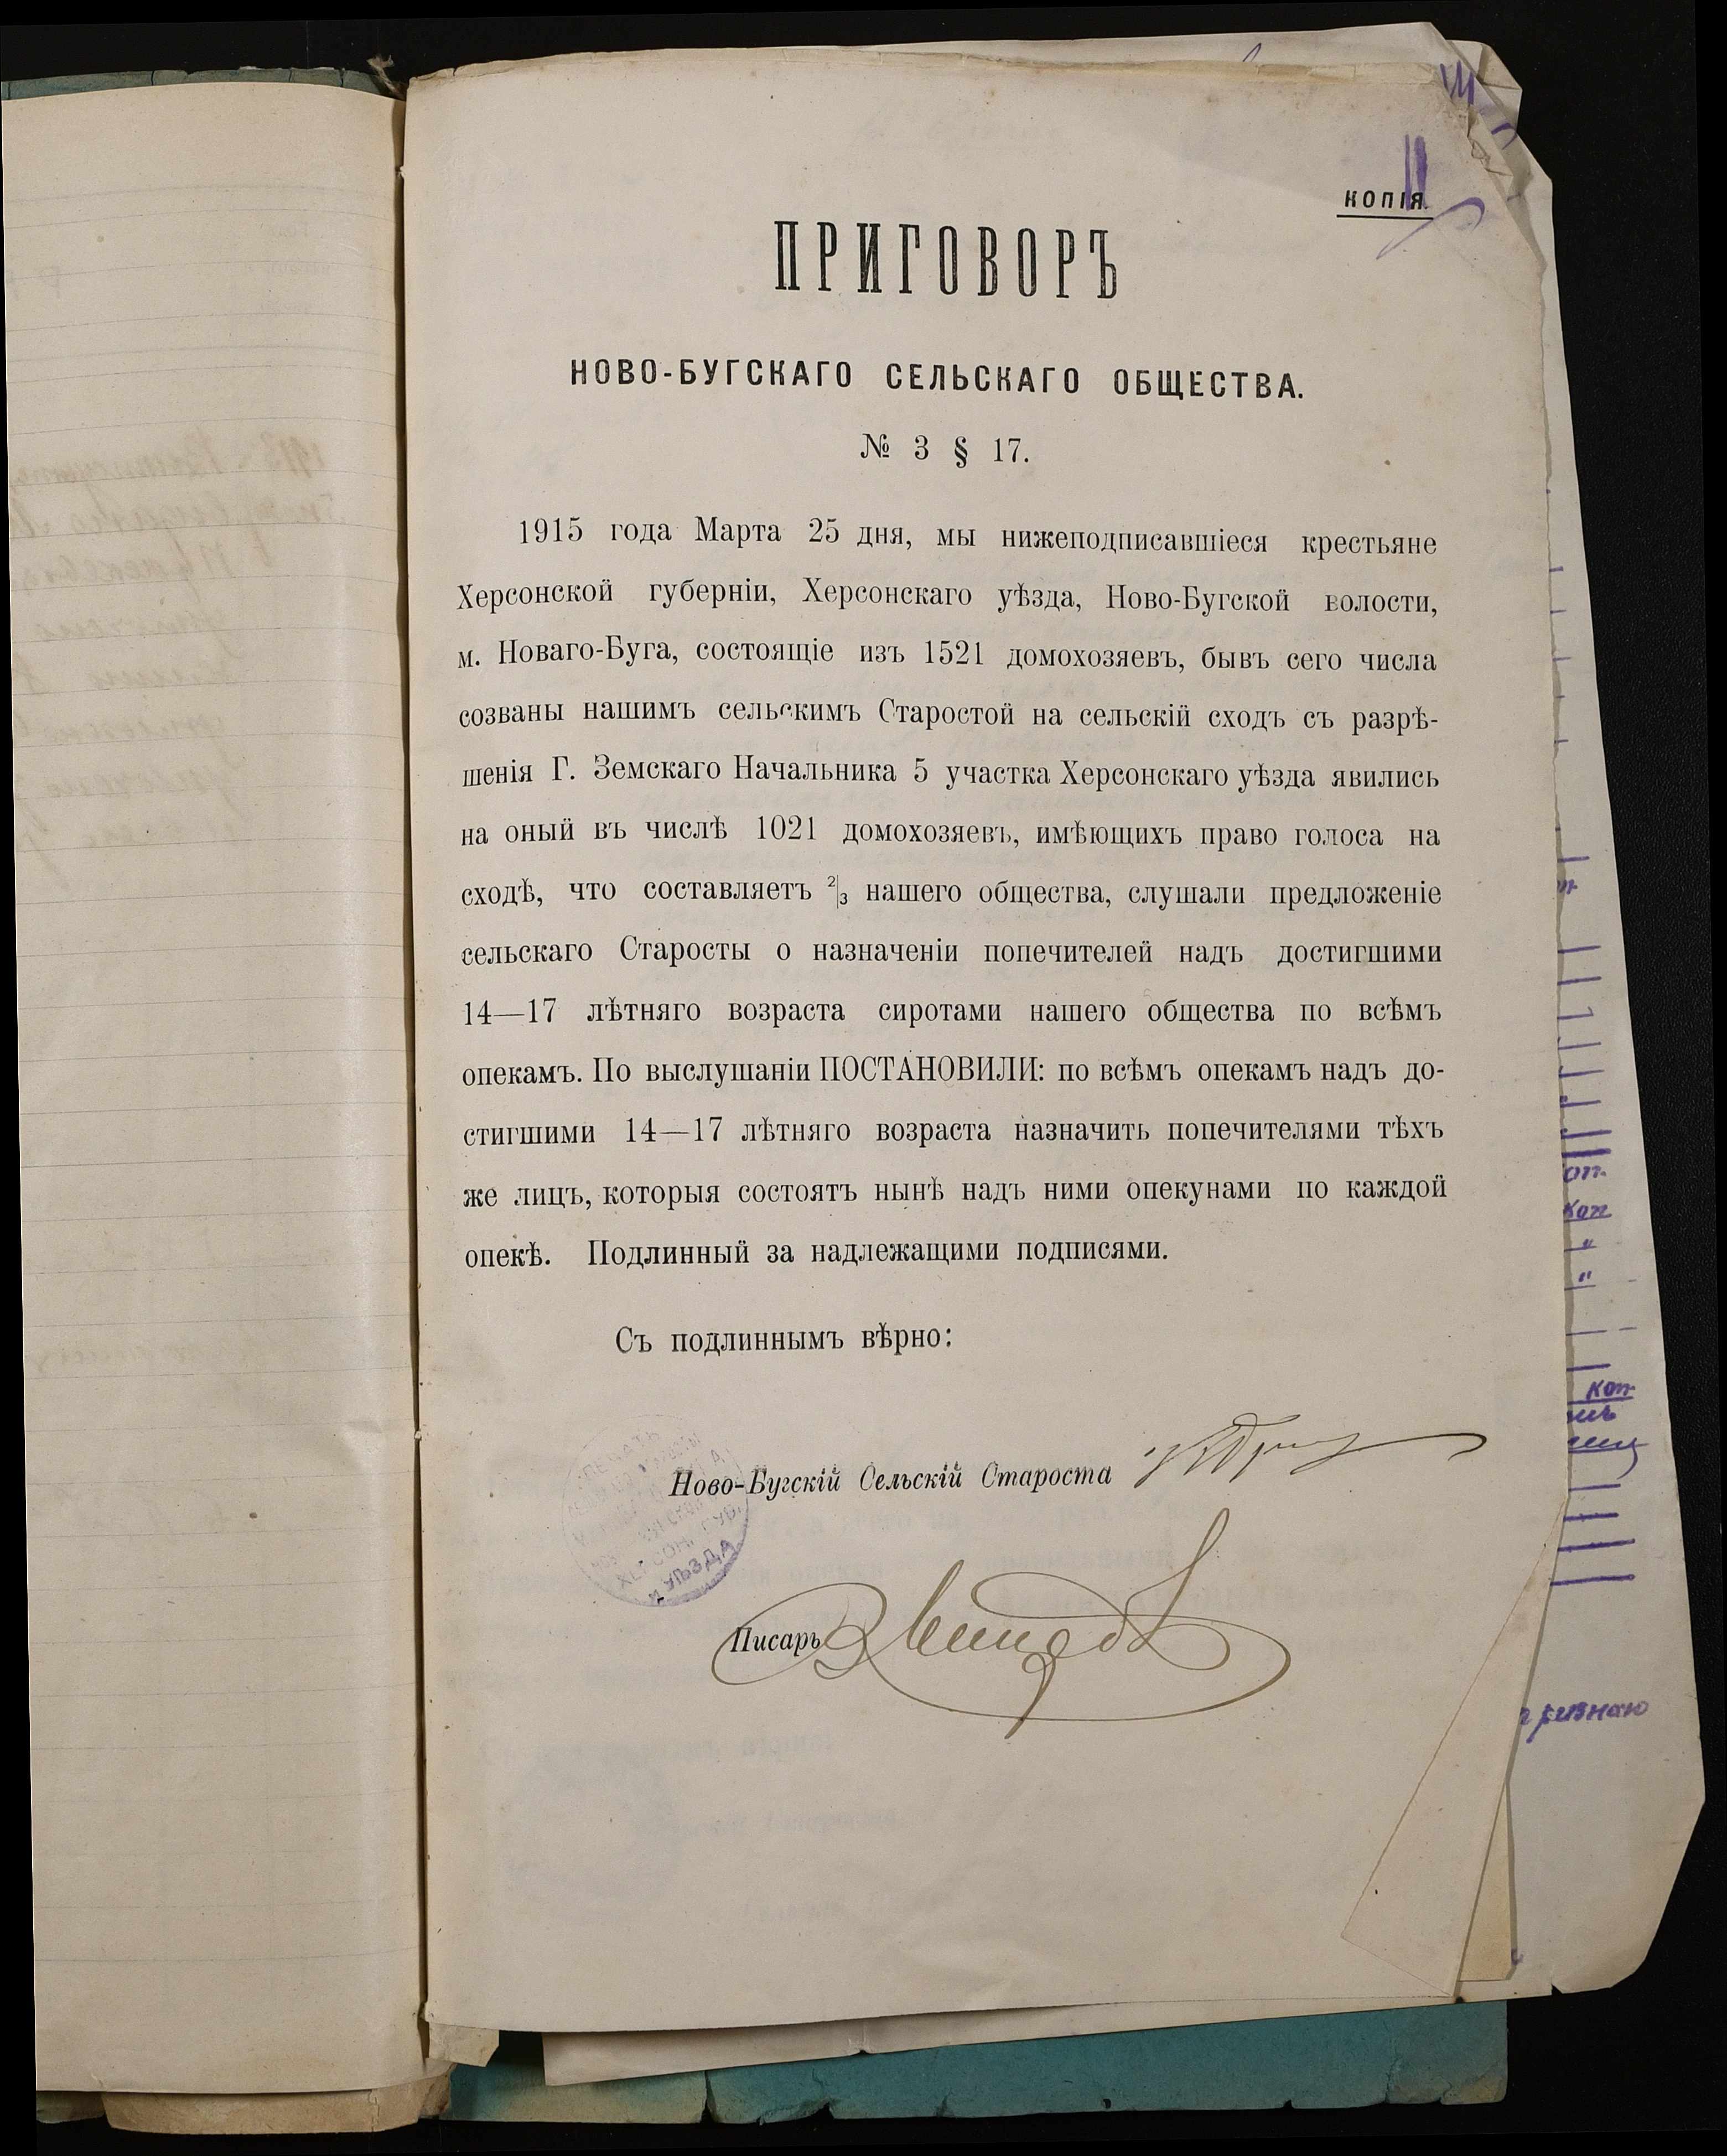 КОПІЯ
ПРИГОВОРЪ
НОВО-БУГСКАГО СЕЛЬСКАГО ОБЩЕСТВА.
№ 3 § 17.
1915 года Марта 25 дня, мы нижеподписавшіеся крестьяне
Херсонской губерніи, Херсонскаго уѣзда, Ново-Бугской волости,
м. Новаго-Буга, состоящіе изъ 1521 домохозяевъ, бывъ сего числа
созваны нашимъ сельскимъ Старостой на сельскій сходъ съ разрѣ-
шенія Г. Земскаго Начальника 5 участка Херсонскаго уѣзда явились
на оный въ числѣ 1021 домохозяевъ, имѣющихъ право голоса на
сходѣ, что составляетъ 2/3 нашего общества, слушали предложеніе
сельскаго Старосты о назначеніи попечителей надъ достигшими
14—17 лѣтняго возраста сиротами нашего общества по всѣмъ
опекамъ. По выслушаніи ПОСТАНОВИЛИ: по всѣмъ опекамъ надъ до-
стигшими 14—17 лѣтняго возраста назначить попечителями тѣхъ
же лицъ, которыя состоятъ нынѣ надъ ними опекунами по каждой
опекѣ. Подлинный за надлежащими подписями.
Съ подлиннымъ вѣрно:
Ново-Бугскій Сельскій Староста
ХЕРСОН. ГУБ.
УѢЗДА
Писарь
коп
коп